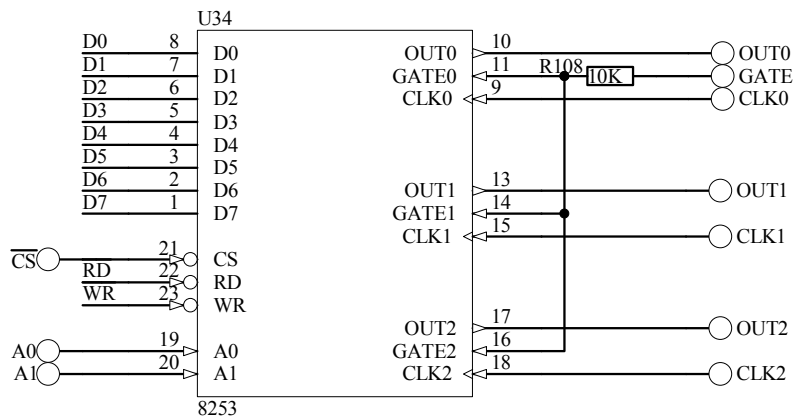 U34
D0 8 D0 OUT0 10 OUT0
D1 7 D1 GATE0 11 R108 10K GATE
D2 6 D2 CLK0 9 CLK0
D3 5 D3
D4 4 D4
D5 3 D5
D6 2 D6 OUT1 13 OUT1
D7 1 D7 GATE1 14
CLK1 15 CLK1
CS 21 CS
RD 22 RD
WR 23 WR
OUT2 17 OUT2
A0 19 A0 GATE2 16
A1 20 A1 CLK2 18 CLK2
8253